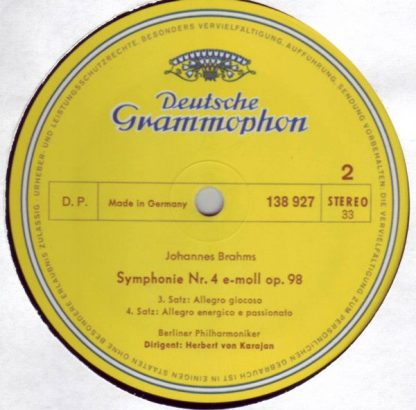 Deutsche
Grammophon
2
D. P.
Made in Germany
138 927
STEREO
33
Johannes Brahms
Symphonie Nr. 4 e-moll op. 98
3. Satz: Allegro giocoso
4. Satz: Allegro energico e passionato
Berliner Philharmoniker
Dirigent: Herbert von Karajan
URHEBER- UND LEISTUNGSSCHUTZRECHTE, BESONDERS VERVIELFÄLTIGUNG, AUFFÜHRUNG, SENDUNG VORBEHALTEN. DIE VERVIELFÄLTIGUNG ZUM PERSÖNLICHEN GEBRAUCH IST IN EINIGEN STAATEN OHNE BESONDERE ERLAUBNIS ZULÄSSIG